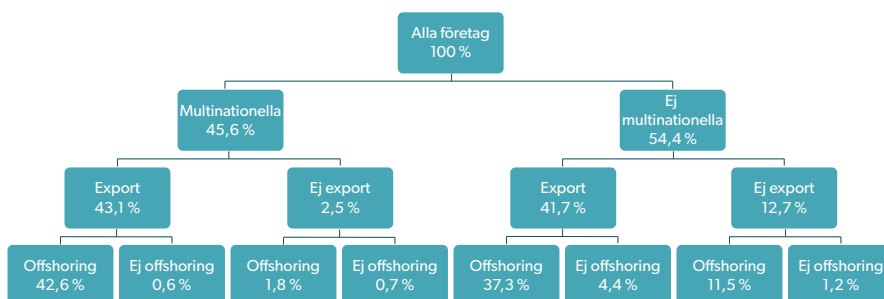 Alla företag
100 %
Multinationella
45,6 %
Ej
multinationella
54,4 %
Export
43,1 %
Ej export
2,5 %
Export
41,7 %
Ej export
12,7 %
Offshoring
42,6 %
Ej offshoring
0,6 %
Offshoring
1,8 %
Ej offshoring
0,7 %
Offshoring
37,3 %
Ej offshoring
4,4 %
Offshoring
11,5 %
Ej offshoring
1,2 %